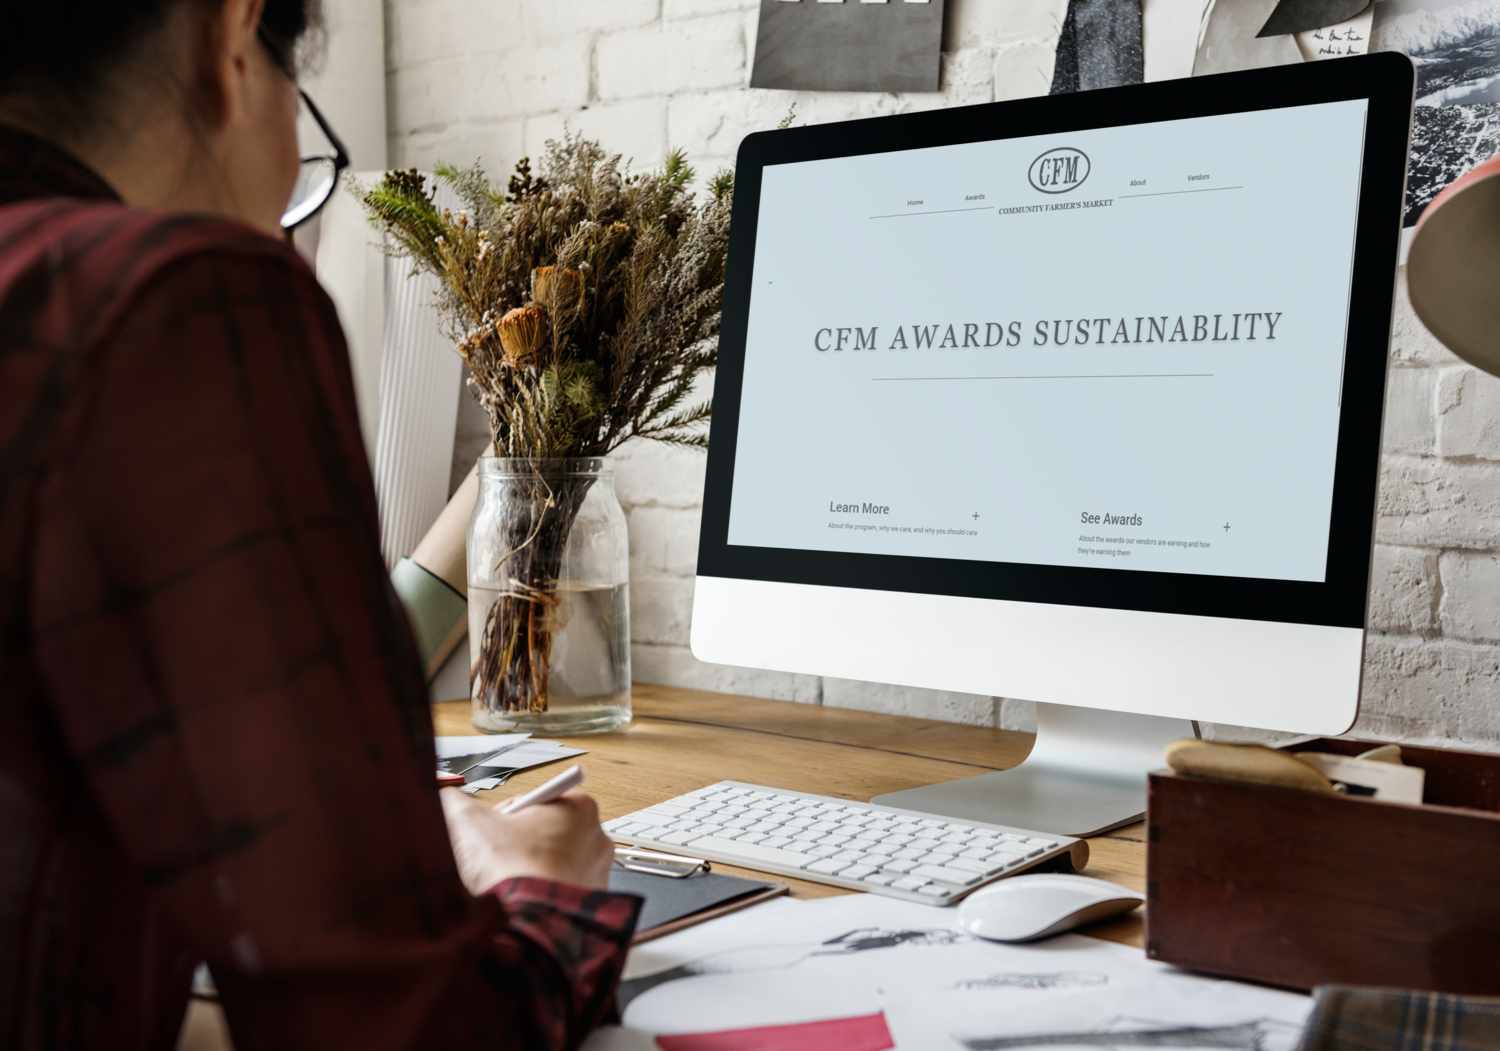 CFM
Home Awards COMMUNITY FARMER'S MARKET About Vendors
CFM AWARDS SUSTAINABLITY
Learn More +
About the program, why we care, and why you should care
See Awards +
About the awards our vendors are earning and how
they're earning them